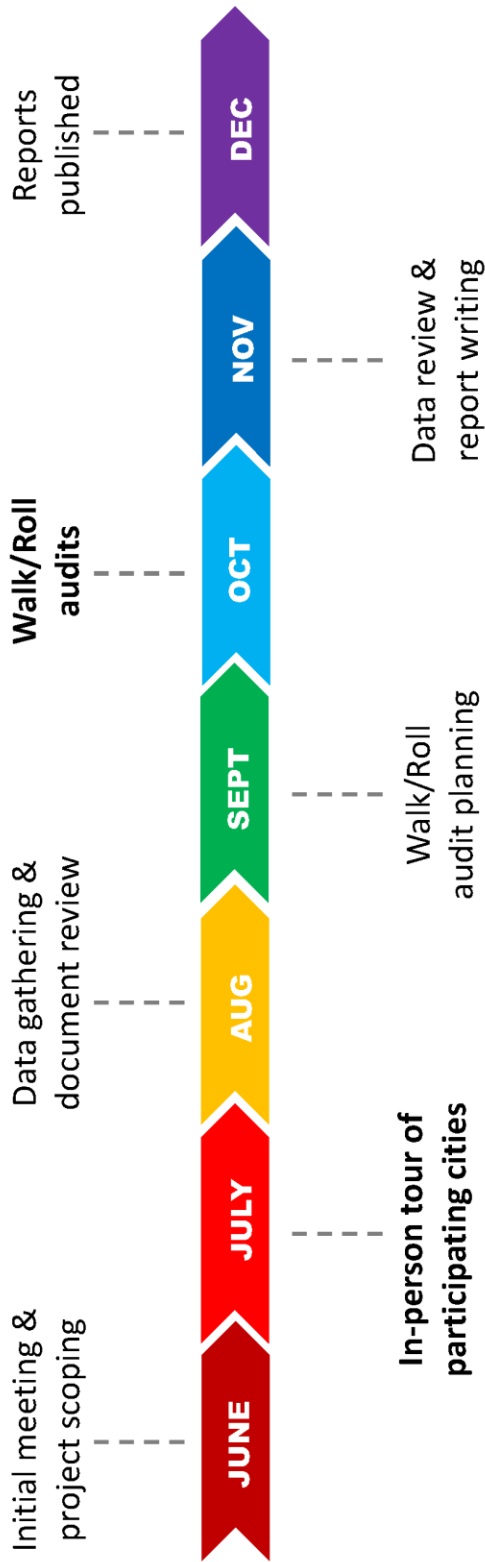 Initial meeting &
project scoping
Data gathering &
document review
Walk/Roll
audits
Reports
published
JUNE
JULY
AUG
SEPT
OCT
NOV
DEC
In-person tour of
participating cities
Walk/Roll
audit planning
Data review &
report writing